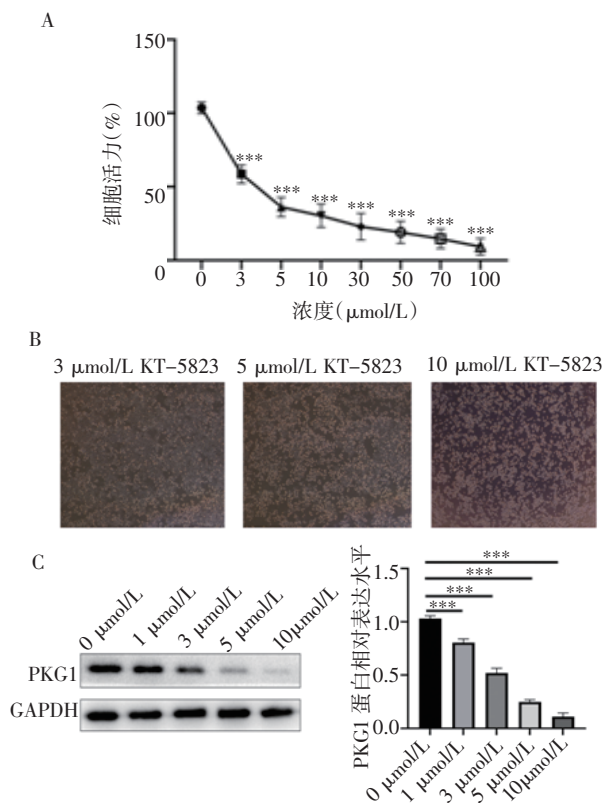 A
150
100
50
0
细胞活力(%)
***
*** *** *** *** *** ***
0 3 5 10 30 50 70 100
浓度(μmol/L)
B
3 μmol/L KT-5823 5 μmol/L KT-5823 10 μmol/L KT-5823
C
0 μmol/L 1 μmol/L 3 μmol/L 5 μmol/L 10μmol/L
PKG1
GAPDH
PKG1 蛋白相对表达水平
1.5
1.0
0.5
0.0
***
***
***
***
0 μmol/L 1 μmol/L 3 μmol/L 5 μmol/L 10μmol/L